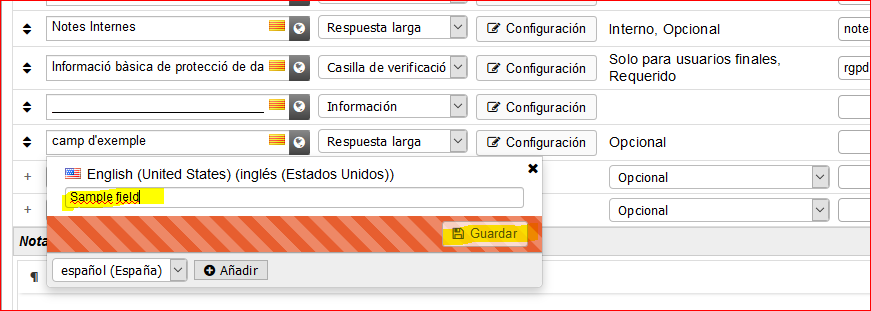 Notes Internes Respuesta larga Configuración Interno, Opcional note
Informació bàsica de protecció de da Casilla de verificació Configuración Solo para usuarios finales, Requerido rgpd
Información Configuración
camp d'exemple Respuesta larga Configuración Opcional
English (United States) (inglés (Estados Unidos))
Opcional
Sample field
Opcional
Guardar
Nota
español (España) Añadir